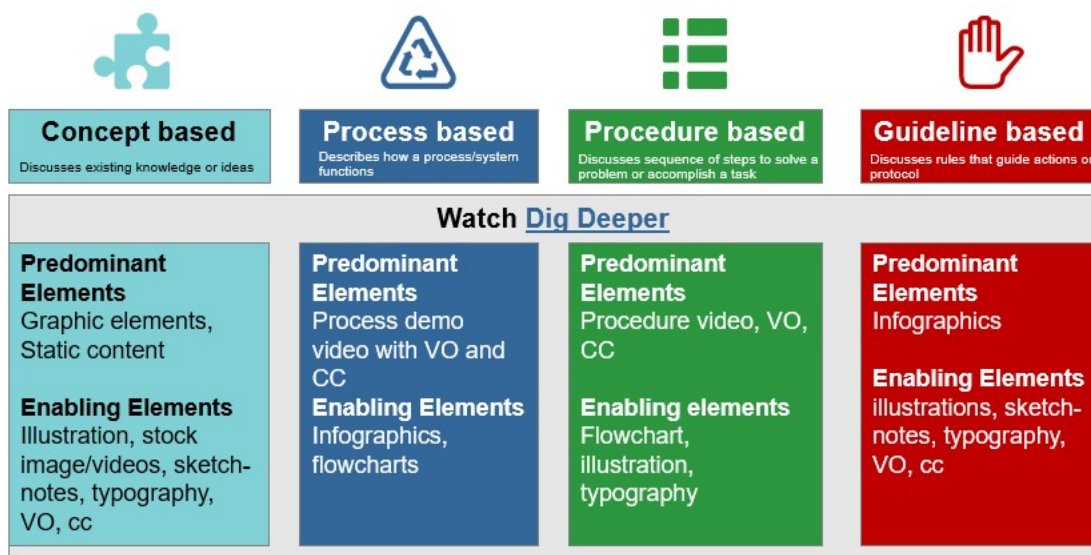 Concept based
Discusses existing knowledge or ideas
Process based
Describes how a process/system
functions
Procedure based
Discusses sequence of steps to solve a
problem or accomplish a task
Guideline based
Discusses rules that guide actions or
protocol
Watch Dig Deeper
Predominant
Elements
Graphic elements,
Static content
Enabling Elements
Illustration, stock
image/videos, sketch-
notes, typography,
VO, cc
Predominant
Elements
Process demo
video with VO and
CC
Enabling Elements
Infographics,
flowcharts
Predominant
Elements
Procedure video, VO,
CC
Enabling elements
Flowchart,
illustration,
typography
Predominant
Elements
Infographics
Enabling Elements
illustrations, sketch-
notes, typography,
VO, cc